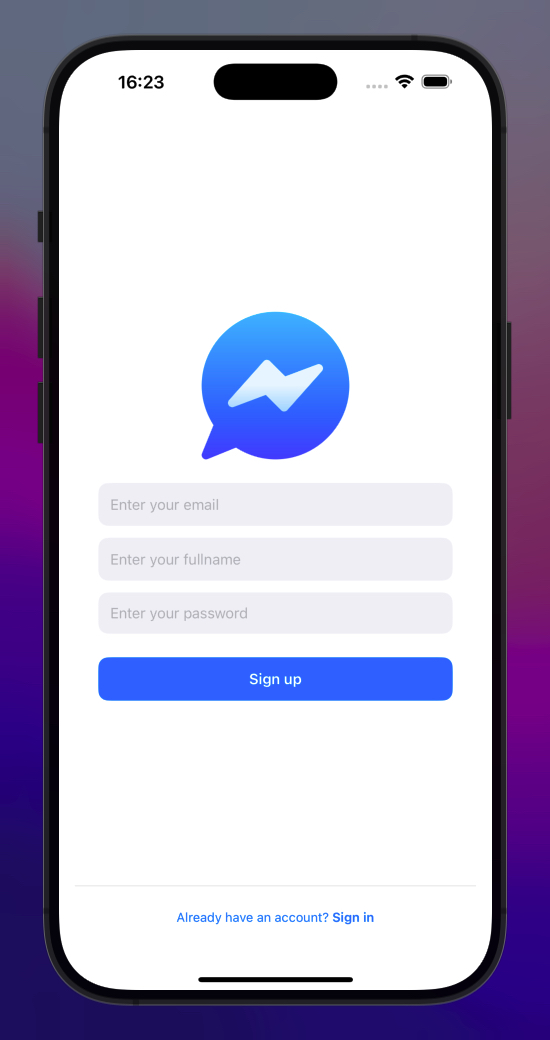 16:23
Enter your email
Enter your fullname
Enter your password
Sign up
Already have an account? Sign in